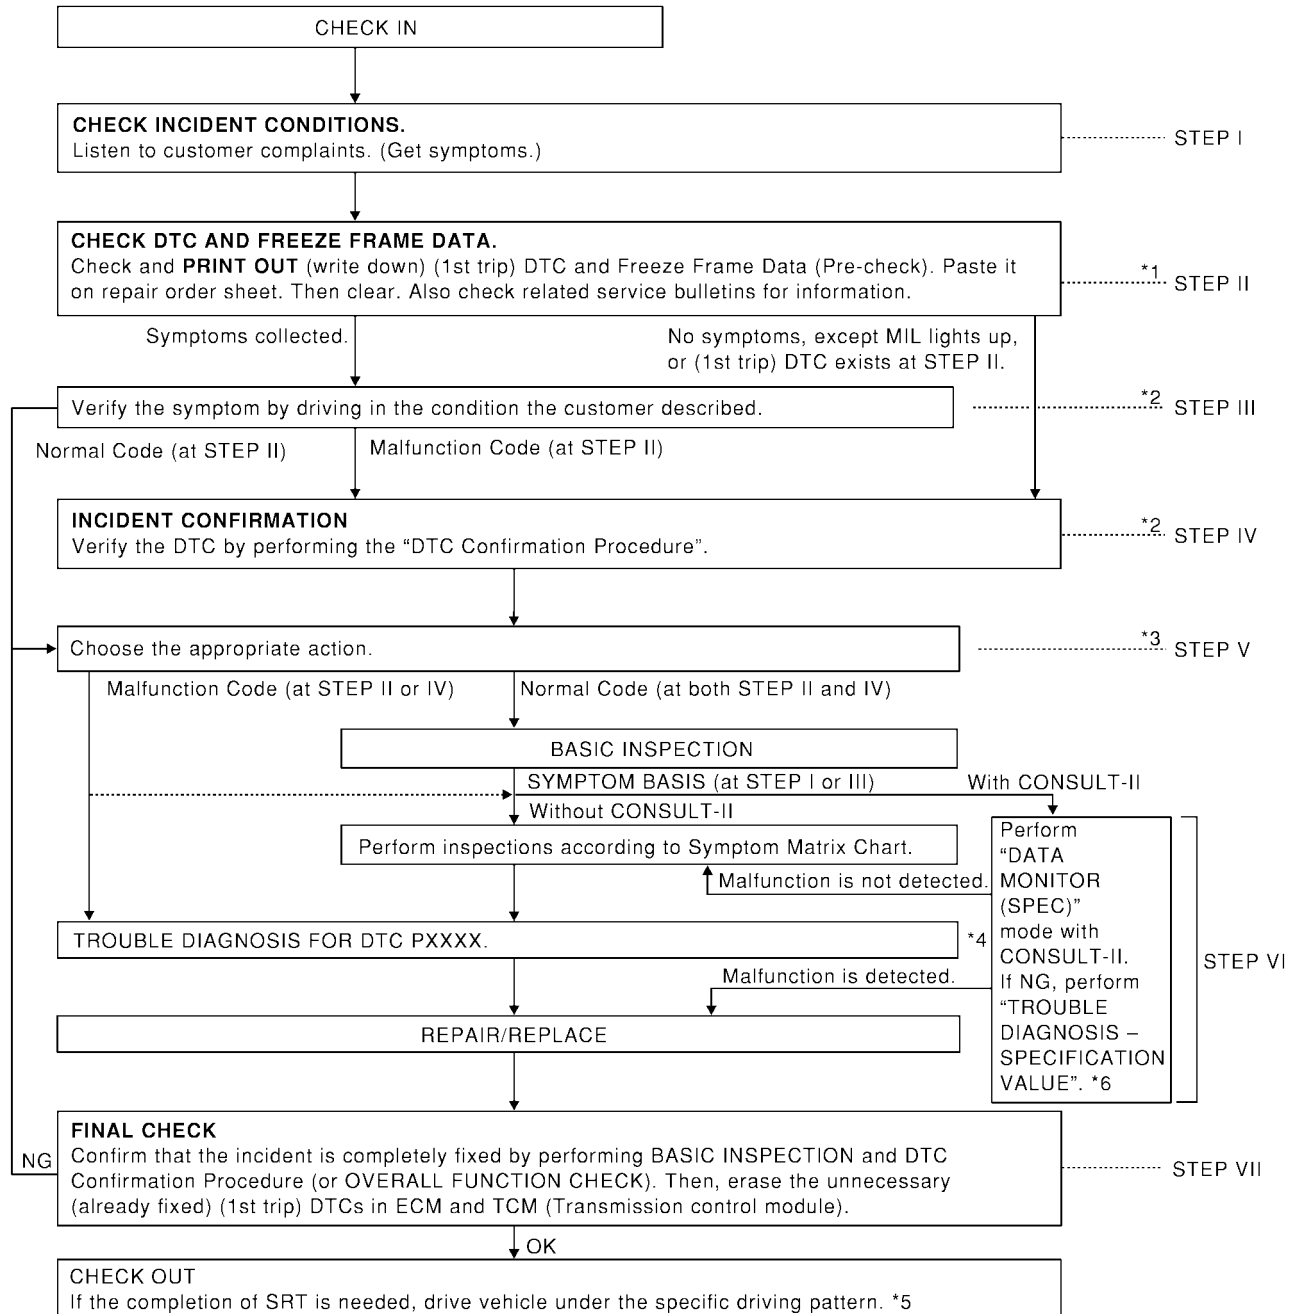 CHECK IN
CHECK INCIDENT CONDITIONS.
Listen to customer complaints. (Get symptoms.)
STEP I
CHECK DTC AND FREEZE FRAME DATA.
Check and PRINT OUT (write down) (1st trip) DTC and Freeze Frame Data (Pre-check). Paste it
on repair order sheet. Then clear. Also check related service bulletins for information.
*1
STEP II
Symptoms collected.
No symptoms, except MIL lights up,
or (1st trip) DTC exists at STEP II.
Verify the symptom by driving in the condition the customer described.
*2
STEP III
Normal Code (at STEP II)
Malfunction Code (at STEP II)
INCIDENT CONFIRMATION
Verify the DTC by performing the “DTC Confirmation Procedure”.
*2
STEP IV
Choose the appropriate action.
*3
STEP V
Malfunction Code (at STEP II or IV)
Normal Code (at both STEP II and IV)
BASIC INSPECTION
SYMPTOM BASIS (at STEP I or III)
With CONSULT-II
Without CONSULT-II
Perform inspections according to Symptom Matrix Chart.
Malfunction is not detected.
TROUBLE DIAGNOSIS FOR DTC PXXXX.
*4
Malfunction is detected.
REPAIR/REPLACE
Perform
“DATA
MONITOR
(SPEC)”
mode with
CONSULT-II.
If NG, perform
“TROUBLE
DIAGNOSIS –
SPECIFICATION
VALUE”. *6
STEP VI
FINAL CHECK
Confirm that the incident is completely fixed by performing BASIC INSPECTION and DTC
Confirmation Procedure (or OVERALL FUNCTION CHECK). Then, erase the unnecessary
(already fixed) (1st trip) DTCs in ECM and TCM (Transmission control module).
NG
STEP VII
OK
CHECK OUT
If the completion of SRT is needed, drive vehicle under the specific driving pattern. *5